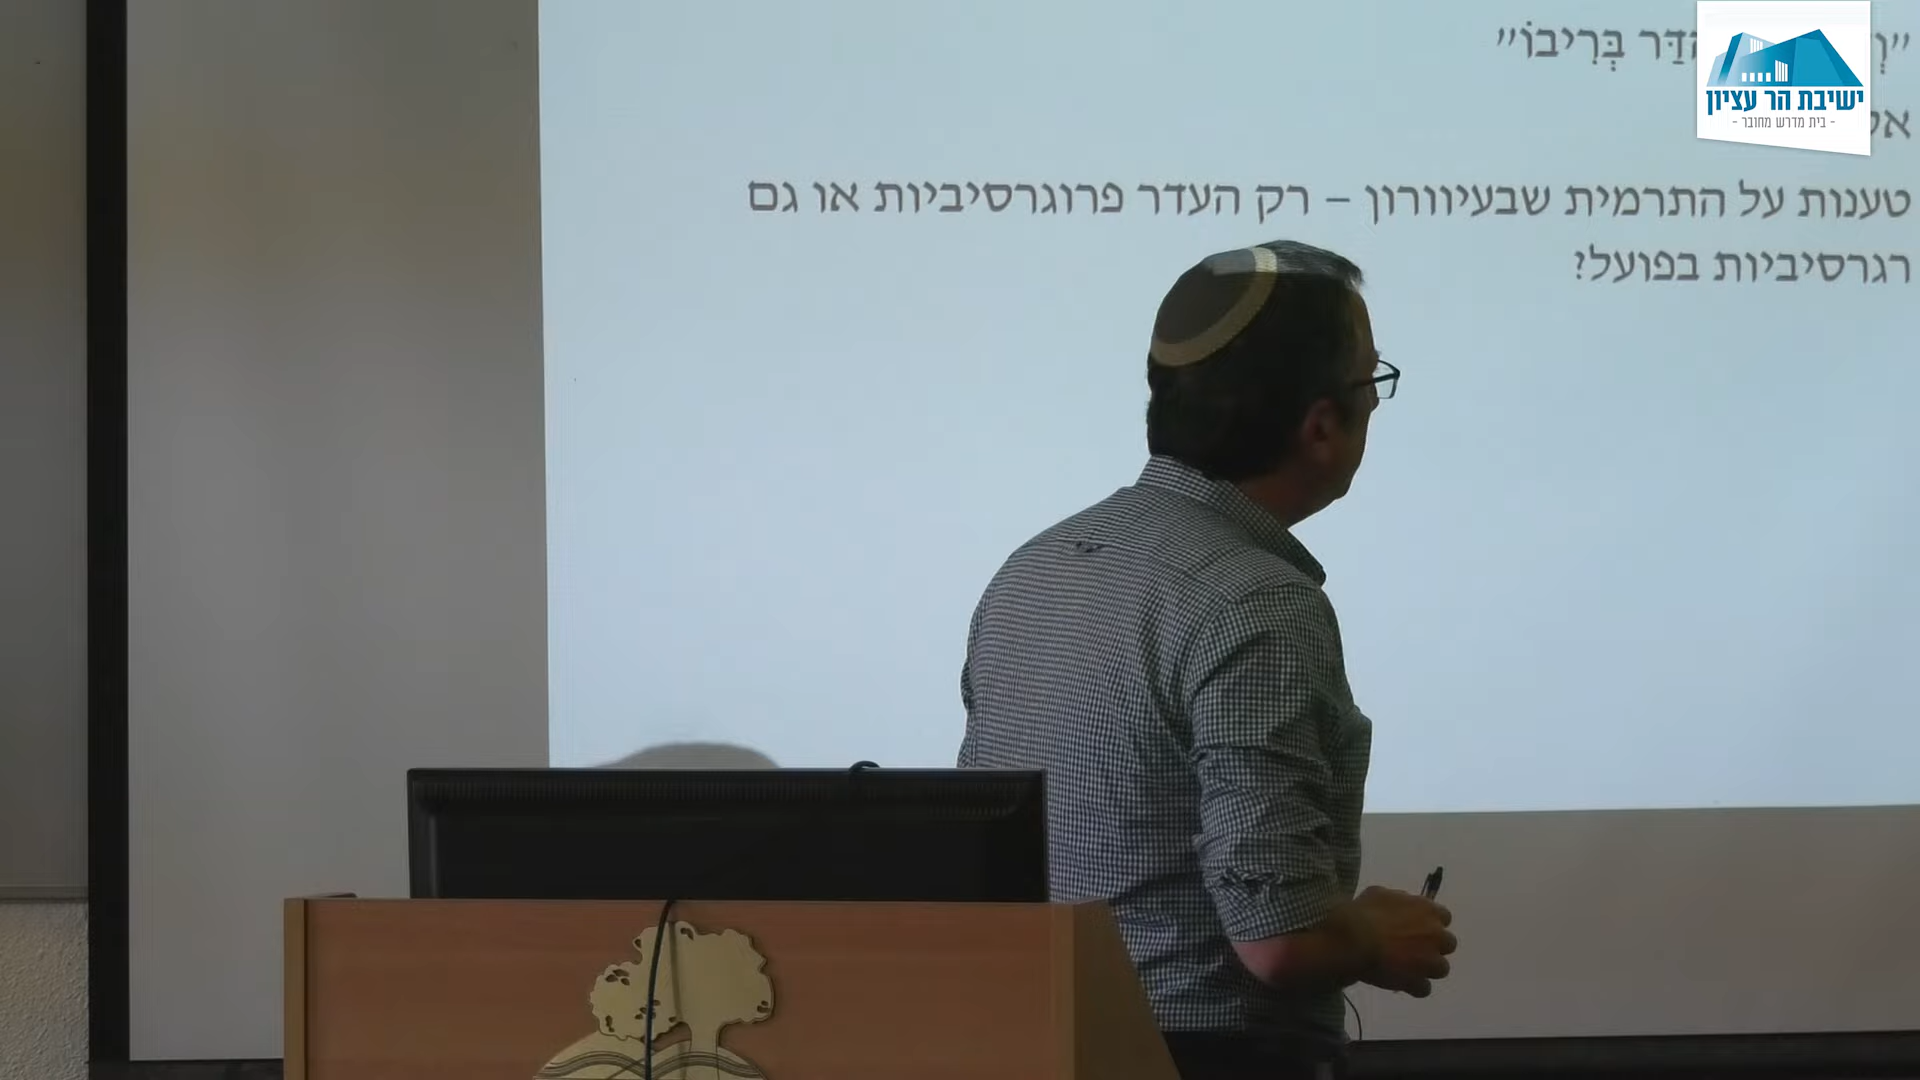 בְּרִיבוֹ״
טענות על התרמית שבעיוורון – רק העדר פרוגרסיביות או גם
רגרסיביות בפועל?
ישיבת הר עציון
- בית מדרש מחובר -